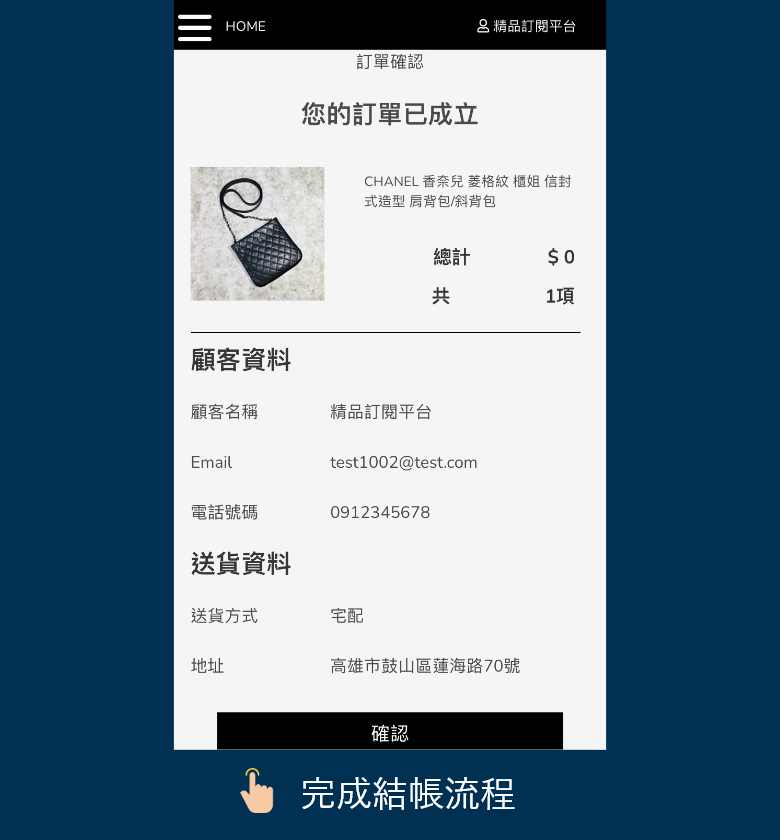 HOME
精品訂閱平台
訂單確認
您的訂單已成立
CHANEL 香奈兒 菱格紋 櫃姐 信封
式造型 肩背包/斜背包
總計 $ 0
共 1項
顧客資料
顧客名稱 精品訂閱平台
Email test1002@test.com
電話號碼 0912345678
送貨資料
送貨方式 宅配
地址 高雄市鼓山區蓮海路70號
確認
完成結帳流程